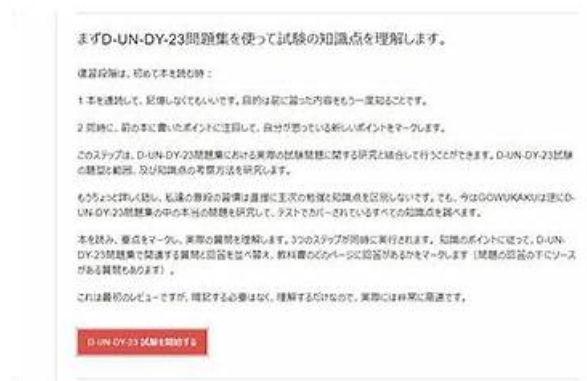 まずD-UN-DY-23問題集を使って試験の知識点を理解します。
復習段階は、初めて本を読む時：
1 本を速読して、記憶しなくてもいいです。目的は前に習った内容をもう一度知ることです。
2 同時に、前の本に書いたポイントに注目して、自分が思っている新しいポイントをマークします。
このステップは、D-UN-DY-23問題集における実際の試験問題に関する研究と結合して行うことができます。D-UN-DY-23試験
の題型と範囲、及び知識点の考察方法を研究します。
もうちょっと詳しく話し、私達の普段の習慣は直接に主次の勉強と知識点を区別しないです。でも、今はGOWUKAKUは逆にD-
UN-DY-23問題集の中の本当の問題を研究して、テストでカバーされているすべての知識点を調べます。
本を読み、要点をマークし、実際の質問を理解します。3つのステップが同時に実行されます。 知識のポイントに従って、D-UN-
DY-23問題集で関連する質問と回答を並べ替え、教科書のどのページに回答があるかをマークします（問題の回答の下にソース
がある質問もあります）。
これは最初のレビューですが、暗記する必要はなく、理解するだけなので、実際には非常に高速です。
D-UN-DY-23 試験を開始する